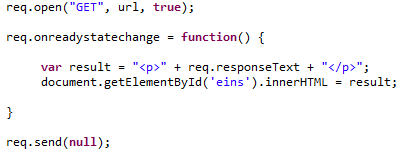 req.open("GET", url, true);
req.onreadystatechange = function() {
var result = "<p>" + req.responseText + "</p>";
document.getElementById('eins').innerHTML = result;
}
req.send(null);